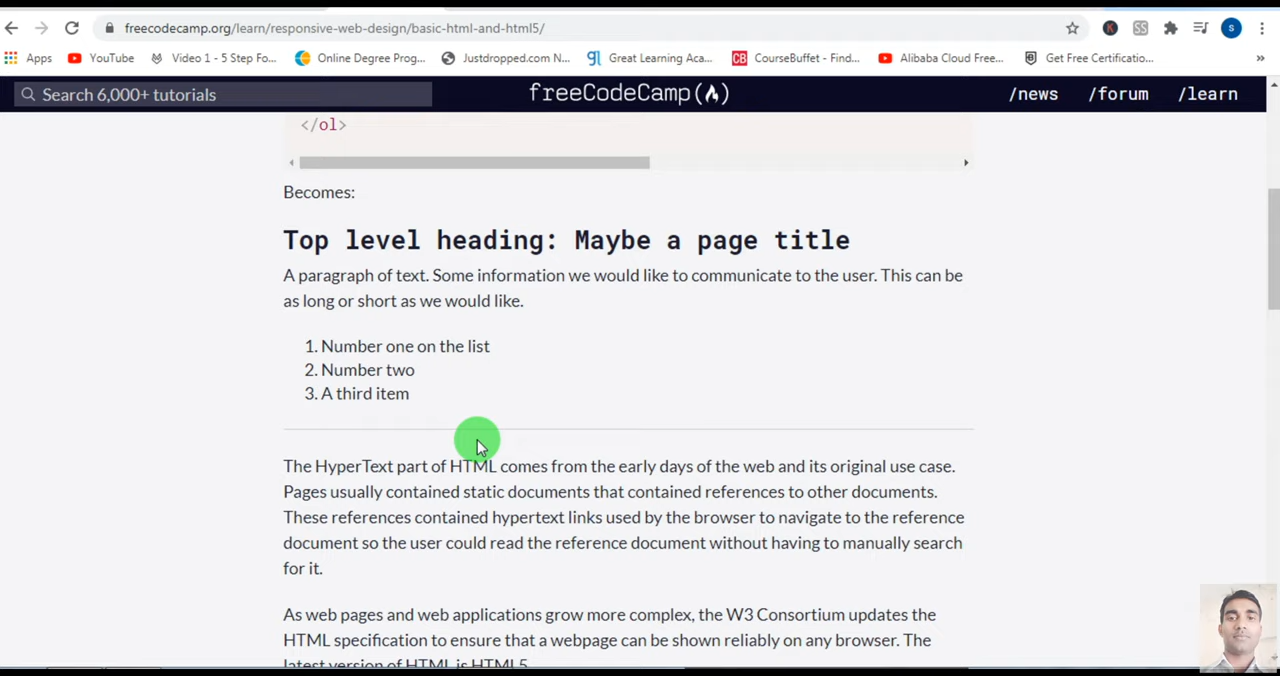 freecodecamp.org/learn/responsive-web-design/basic-html-and-html5/
K SS S
Apps YouTube Video 1 - 5 Step Fo... Online Degree Prog... Justdropped.com N... gl Great Learning Aca... CB CourseBuffet - Find... Alibaba Cloud Free... Get Free Certificatio... »
Search 6,000+ tutorials freeCodeCamp /news /forum /learn
</ol>
Becomes:
Top level heading: Maybe a page title
A paragraph of text. Some information we would like to communicate to the user. This can be
as long or short as we would like.
1. Number one on the list
2. Number two
3. A third item
The HyperText part of HTML comes from the early days of the web and its original use case.
Pages usually contained static documents that contained references to other documents.
These references contained hypertext links used by the browser to navigate to the reference
document so the user could read the reference document without having to manually search
for it.
As web pages and web applications grow more complex, the W3 Consortium updates the
HTML specification to ensure that a webpage can be shown reliably on any browser. The
latest version of HTML is HTML5.